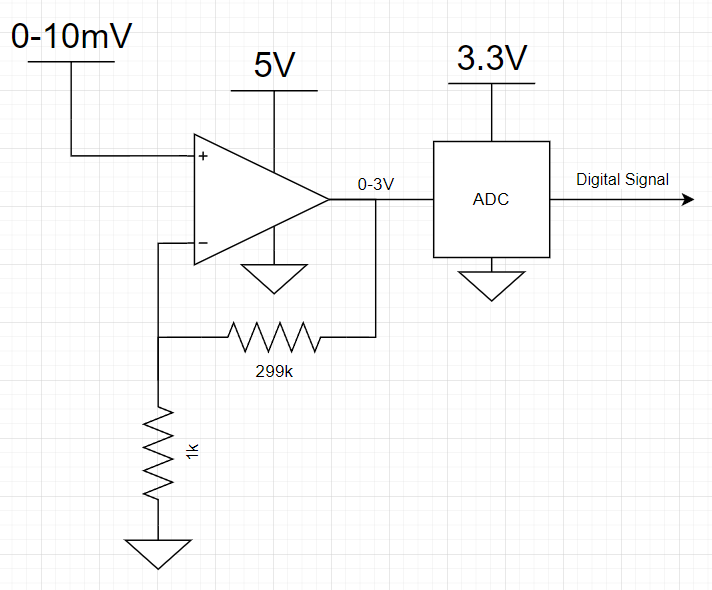 0-10mV
5V
3.3V
+
0-3V
ADC
Digital Signal
−
299k
1k